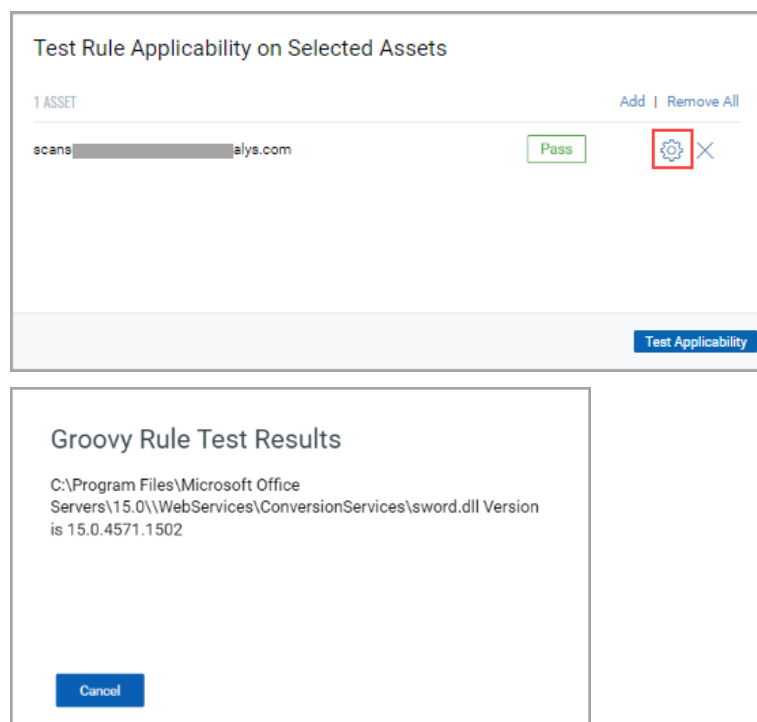 Test Rule Applicability on Selected Assets
1 ASSET
Add | Remove All
scans alys.com
Pass
Test Applicability
Groovy Rule Test Results
C:\Program Files\Microsoft Office
Servers\15.0\\WebServices\ConversionServices\sword.dll Version
is 15.0.4571.1502
Cancel